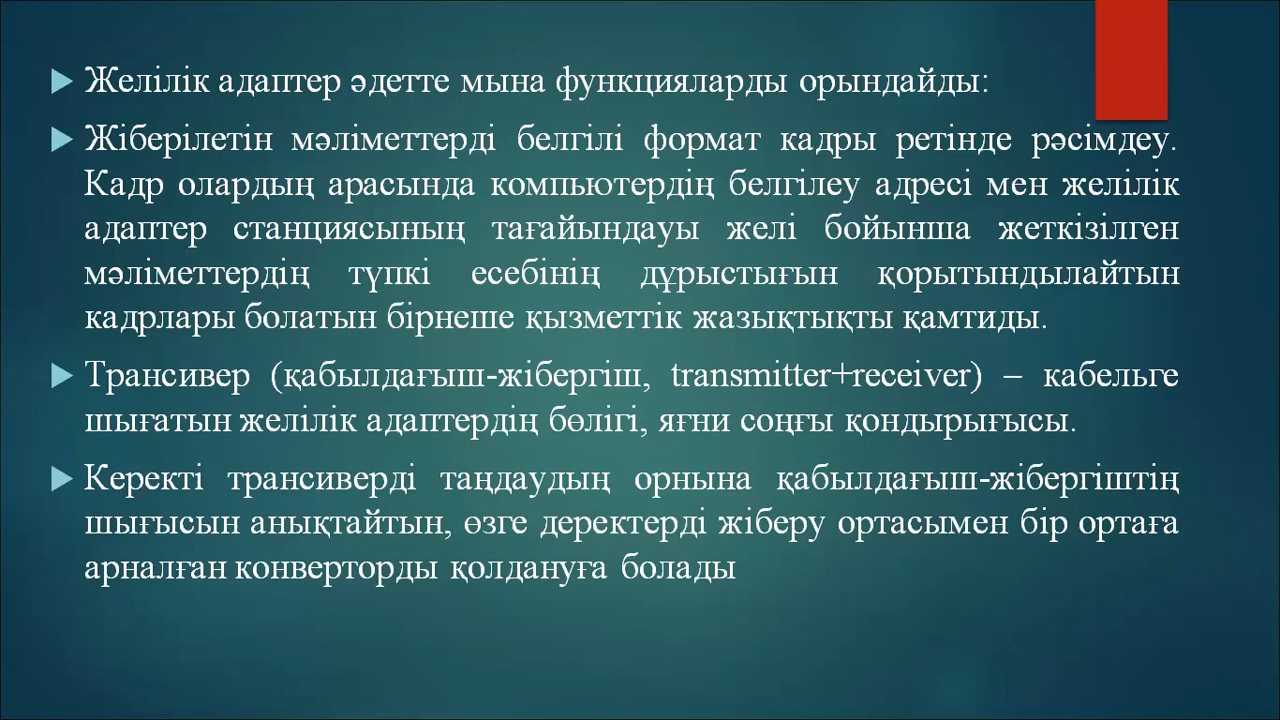 Желілік адаптер әдетте мына функцияларды орындайды:
Жіберілетін мәліметтерді белгілі формат кадры ретінде рәсімдеу.
Кадр олардың арасында компьютердің белгілеу адресі мен желілік
адаптер станциясының тағайындауы желі бойынша жеткізілген
мәліметтердің түпкі есебінің дұрыстығын қорытындылайтын
кадрлары болатын бірнеше қызметтік жазықтықты қамтиды.
Трансивер (қабылдағыш-жібергіш, transmitter+receiver) – кабельге
шығатын желілік адаптердің бөлігі, яғни соңғы қондырығысы.
Керекті трансиверді таңдаудың орнына қабылдағыш-жібергіштің
шығысын анықтайтын, өзге деректерді жіберу ортасымен бір ортаға
арналған конверторды қолдануға болады